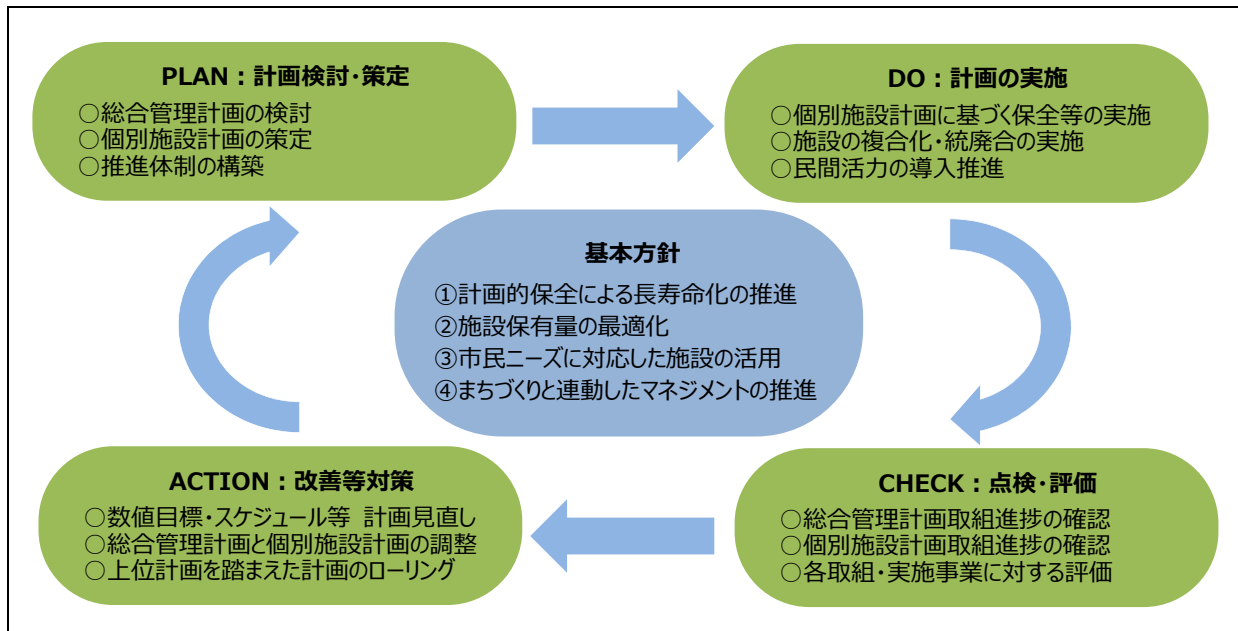 PLAN：計画検討・策定
○総合管理計画の検討
○個別施設計画の策定
○推進体制の構築
DO：計画の実施
○個別施設計画に基づく保全等の実施
○施設の複合化・統廃合の実施
○民間活力の導入推進
基本方針
①計画的保全による長寿命化の推進
②施設保有量の最適化
③市民ニーズに対応した施設の活用
④まちづくりと連動したマネジメントの推進
ACTION：改善等対策
○数値目標・スケジュール等 計画見直し
○総合管理計画と個別施設計画の調整
○上位計画を踏まえた計画のローリング
CHECK：点検・評価
○総合管理計画取組進捗の確認
○個別施設計画取組進捗の確認
○各取組・実施事業に対する評価